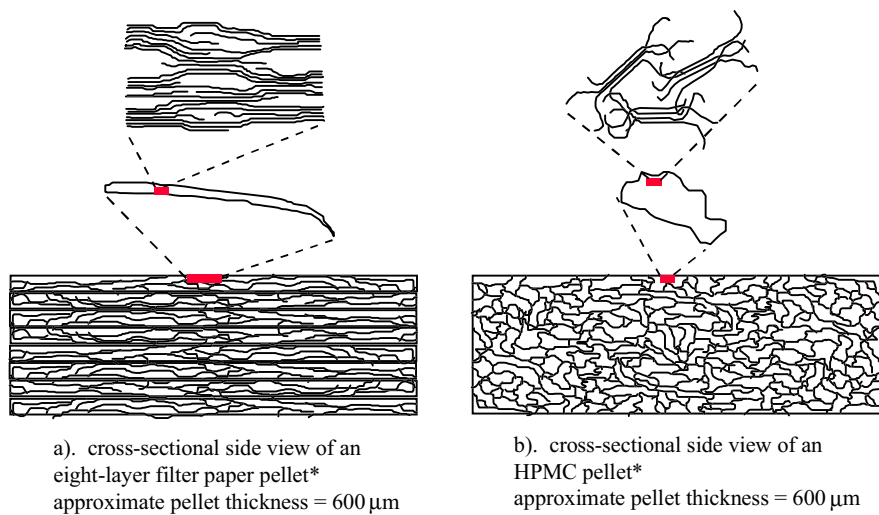 a). cross-sectional side view of an
eight-layer filter paper pellet*
approximate pellet thickness = 600 μm
b). cross-sectional side view of an
HPMC pellet*
approximate pellet thickness = 600 μm